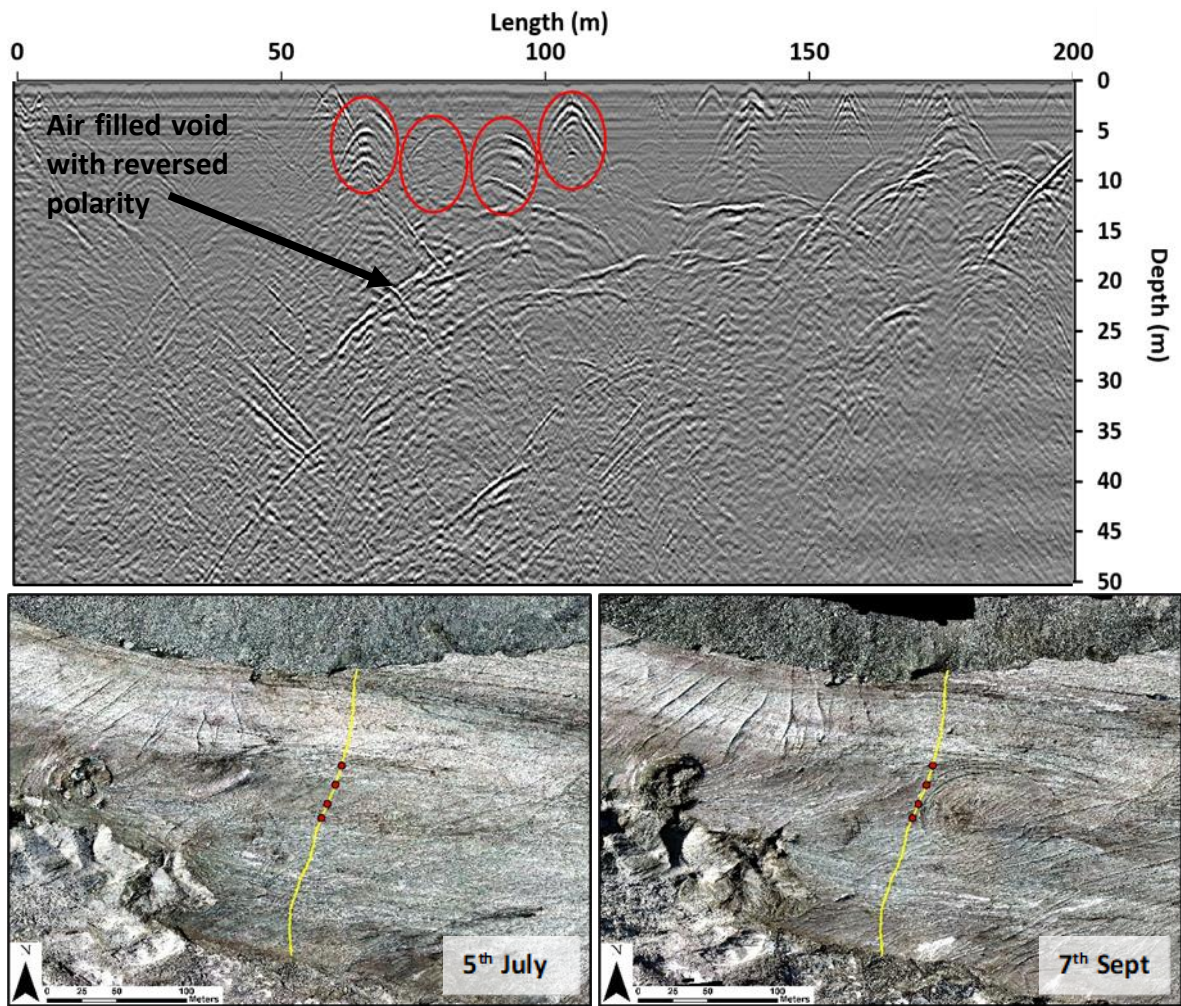 Length (m)
0 50 100 150 200
Air filled void
with reversed
polarity
0
5
10
15
20
25
30
35
40
45
50
Depth (m)
N
0 25 50 100
Meters
5th July
N
0 25 50 100
Meters
7th Sept